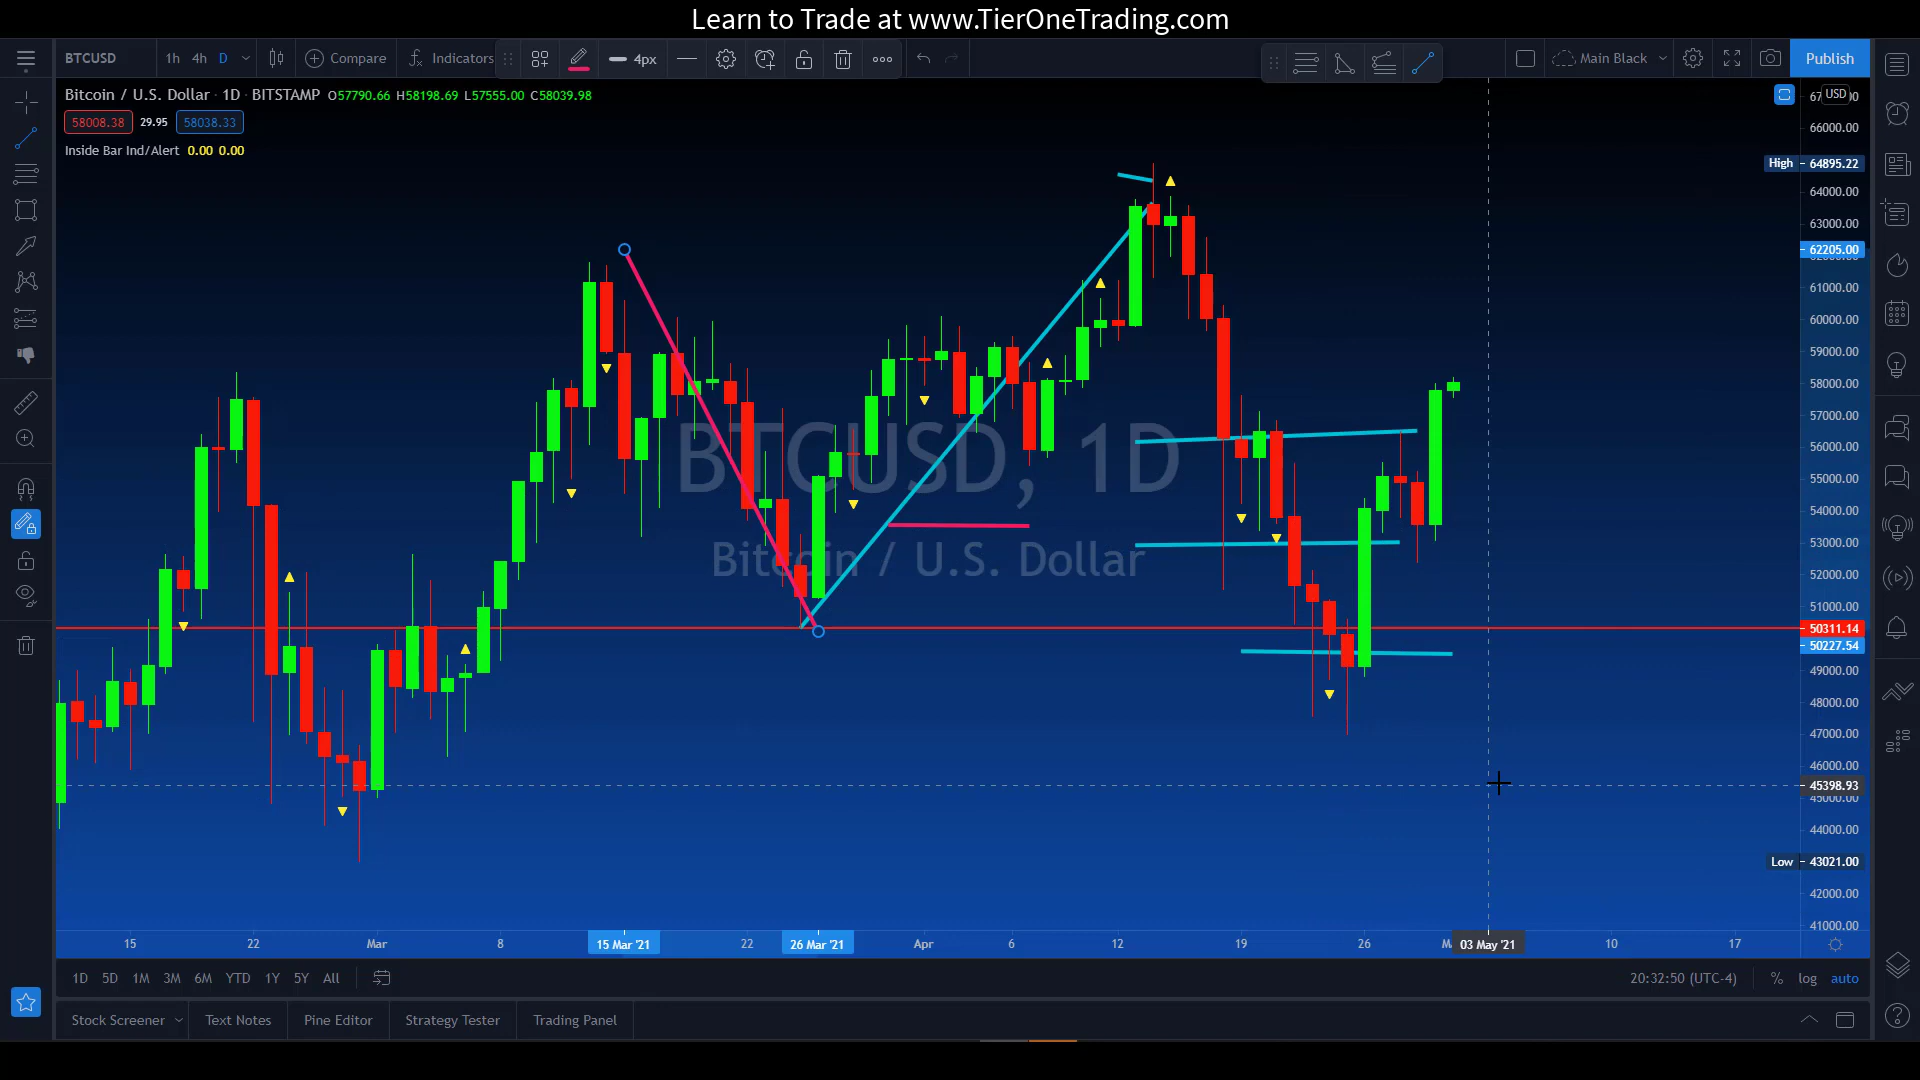 Learn to Trade at www.TierOneTrading.com
BTCUSD 1h 4h D Compare Indicators 4px Main Black Publish
Bitcoin / U.S. Dollar · 1D · BITSTAMP O57790.66 H58198.69 L57555.00 C58039.98
58008.38 29.95 58038.33
Inside Bar Ind/Alert 0.00 0.00
USD
66000.00
High 64895.22
64000.00
63000.00
62205.00
61000.00
60000.00
59000.00
58000.00
57000.00
56000.00
55000.00
54000.00
53000.00
52000.00
51000.00
50311.14
50227.54
49000.00
48000.00
47000.00
46000.00
45398.93
45000.00
44000.00
Low 43021.00
42000.00
41000.00
BTCUSD, 1D
Bitcoin / U.S. Dollar
15 22 Mar 8 15 Mar '21 22 26 Mar '21 Apr 6 12 19 26 03 May '21 10 17
1D 5D 1M 3M 6M YTD 1Y 5Y All 20:32:50 (UTC-4) % log auto
Stock Screener Text Notes Pine Editor Strategy Tester Trading Panel